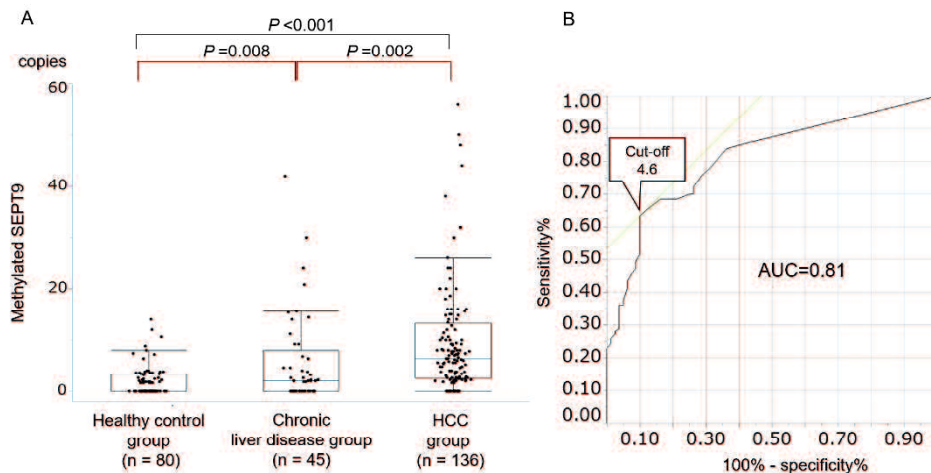 A
P <0.001
P =0.008
P =0.002
copies
60
40
20
0
Methylated SEPT9
Healthy control
group
(n = 80)
Chronic
liver disease group
(n = 45)
HCC
group
(n = 136)
B
1.00
0.90
0.80
0.70
0.60
0.50
0.40
0.30
0.20
0.10
0.00
Sensitivity%
Cut-off
4.6
AUC=0.81
0.10 0.30 0.50 0.70 0.90
100% - specificity%